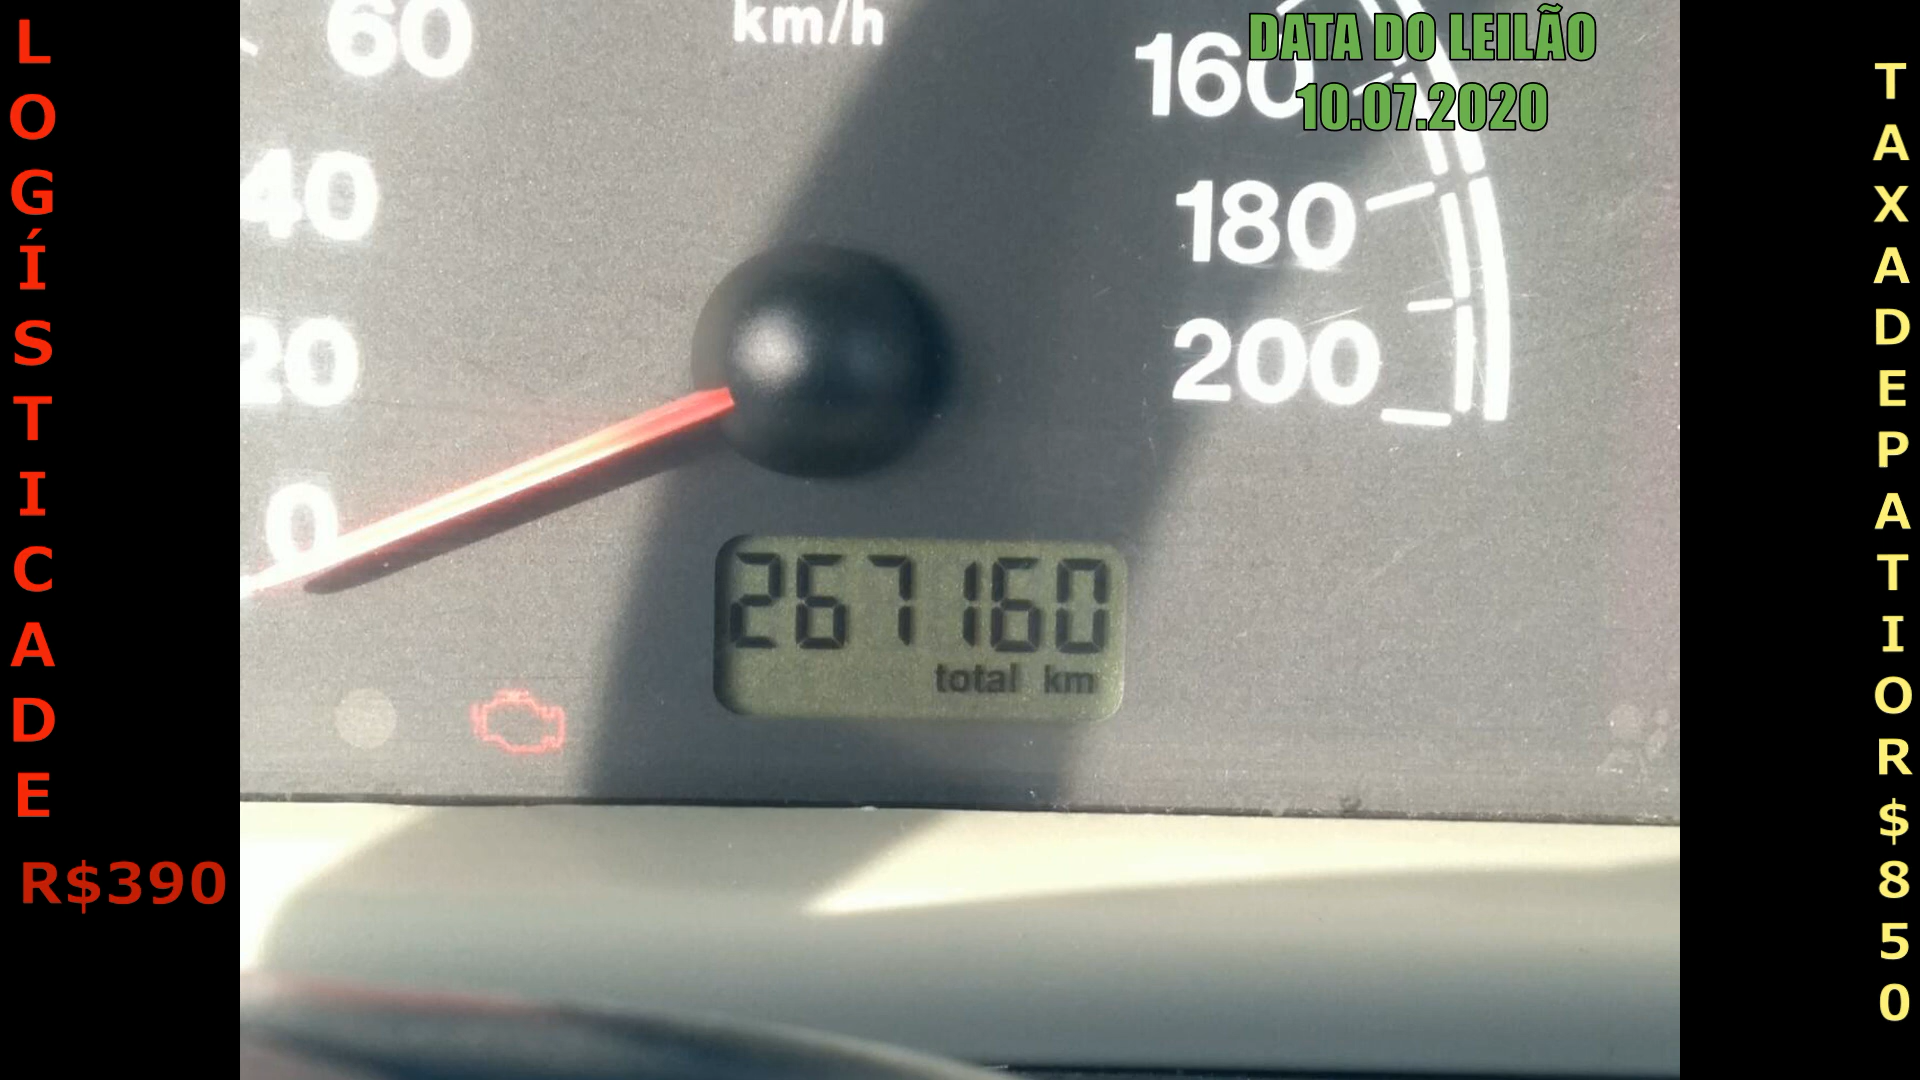 LOGÍSTICA DE
R$390
60
km/h
160
DATA DO LEILÃO
10.07.2020
40
180
20
200
0
267160
total km
TAXA DE PATIO R$850